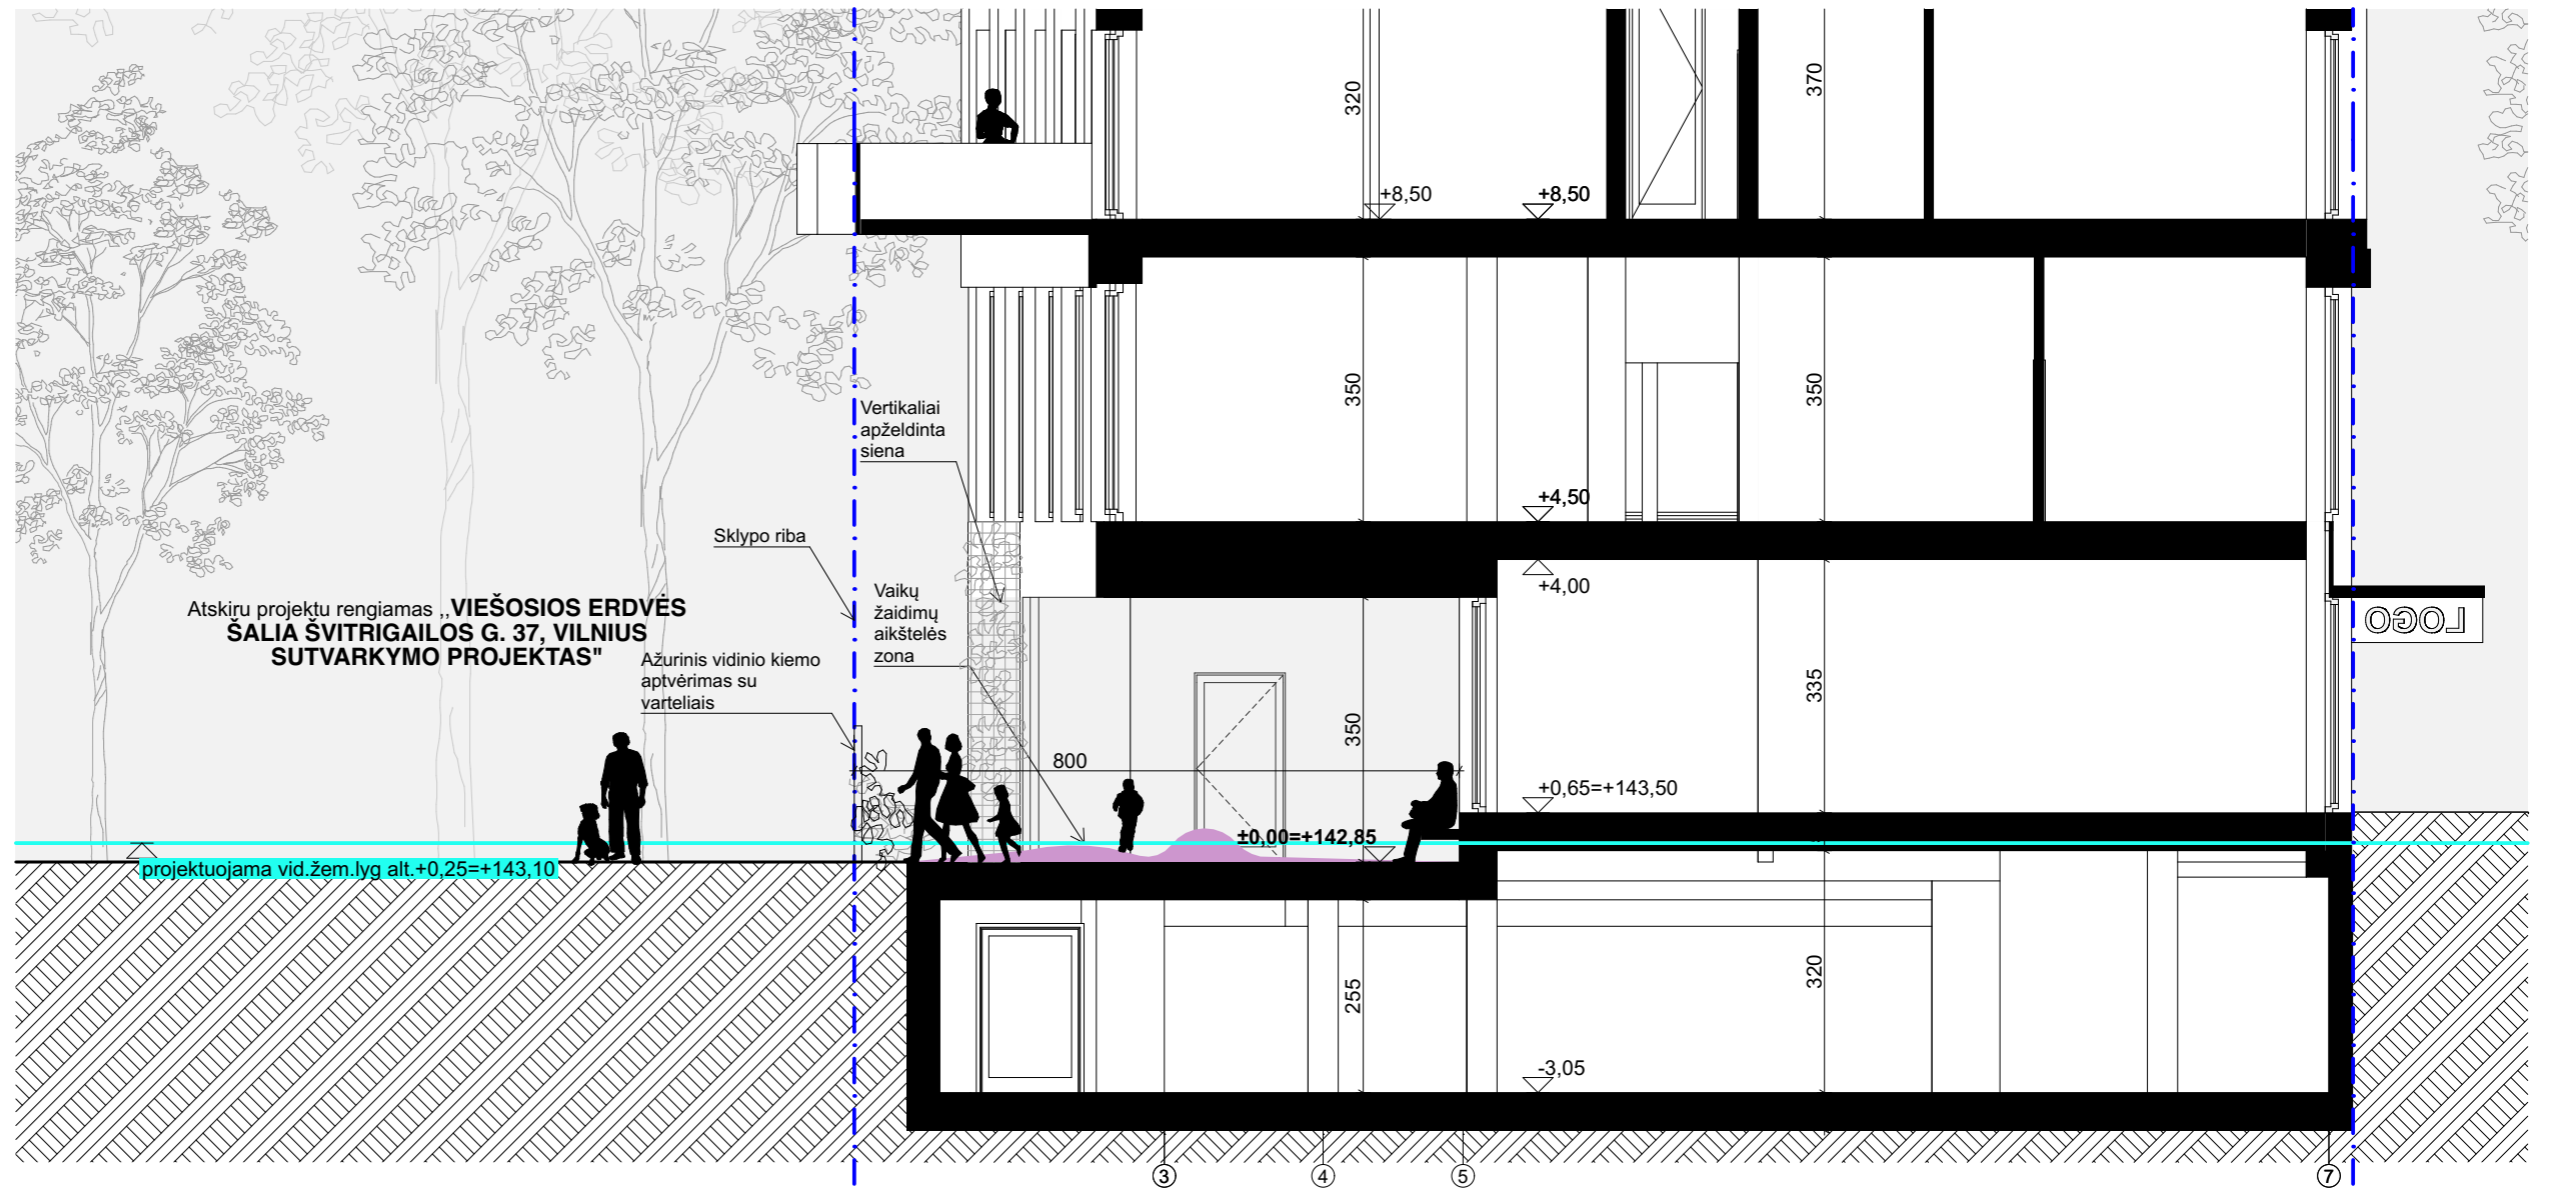 320
370
+8,50
+8,50
Vertikaliai
apželdinta
siena
350
350
+4,50
Sklypo riba
+4,00
Vaikų
žaidimų
aikštelės
zona
Atskiru projektu rengiamas ,,VIEŠOSIOS ERDVĖS
ŠALIA ŠVITRIGAILOS G. 37, VILNIUS
SUTVARKYMO PROJEKTAS"
LOGO
Ažurinis vidinio kiemo
aptvėrimas su
varteliais
335
350
800
+0,65=+143,50
±0,00=+142,85
projektuojama vid.žem.lyg alt.+0,25=+143,10
255
320
-3,05
3
4
5
7